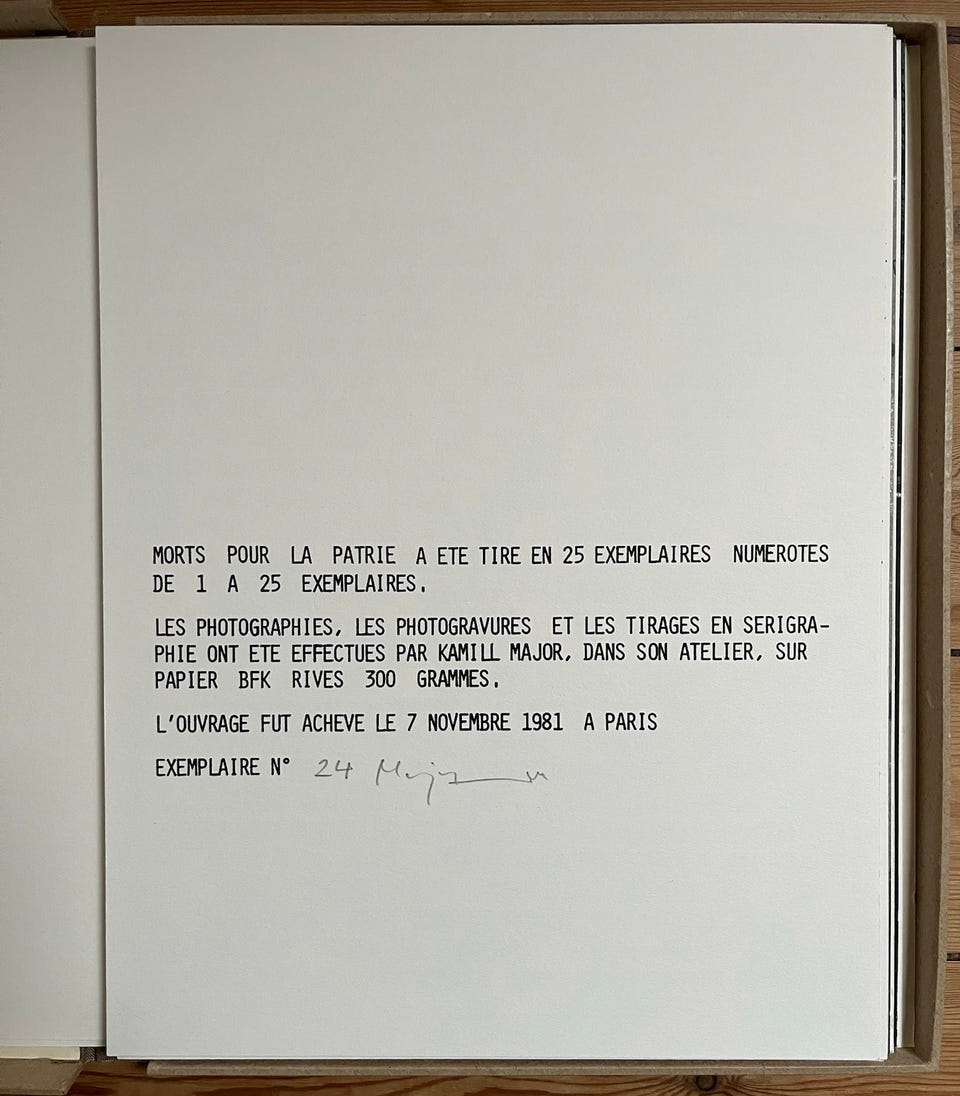 MORTS POUR LA PATRIE A ETE TIRE EN 25 EXEMPLAIRES NUMEROTES
DE 1 A 25 EXEMPLAIRES.
LES PHOTOGRAPHIES, LES PHOTOGRAVURES ET LES TIRAGES EN SERIGRA-
PHIE ONT ETE EFFECTUES PAR KAMILL MAJOR, DANS SON ATELIER, SUR
PAPIER BFK RIVES 300 GRAMMES.
L'OUVRAGE FUT ACHEVE LE 7 NOVEMBRE 1981 A PARIS
EXEMPLAIRE N° 24